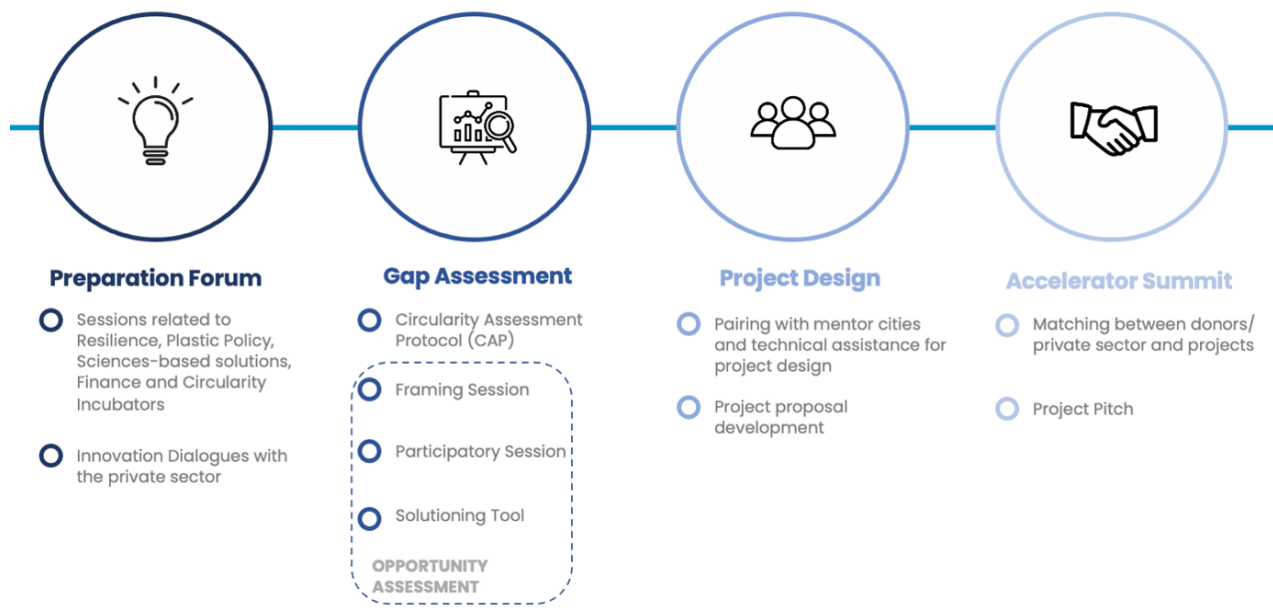 Preparation Forum
Sessions related to
Resilience, Plastic Policy,
Sciences-based solutions,
Finance and Circularity
Incubators
Innovation Dialogues with
the private sector
Gap Assessment
Circularity Assessment
Protocol (CAP)
Framing Session
Participatory Session
Solutioning Tool
OPPORTUNITY
ASSESSMENT
Project Design
Pairing with mentor cities
and technical assistance for
project design
Project proposal
development
Accelerator Summit
Matching between donors/
private sector and projects
Project Pitch